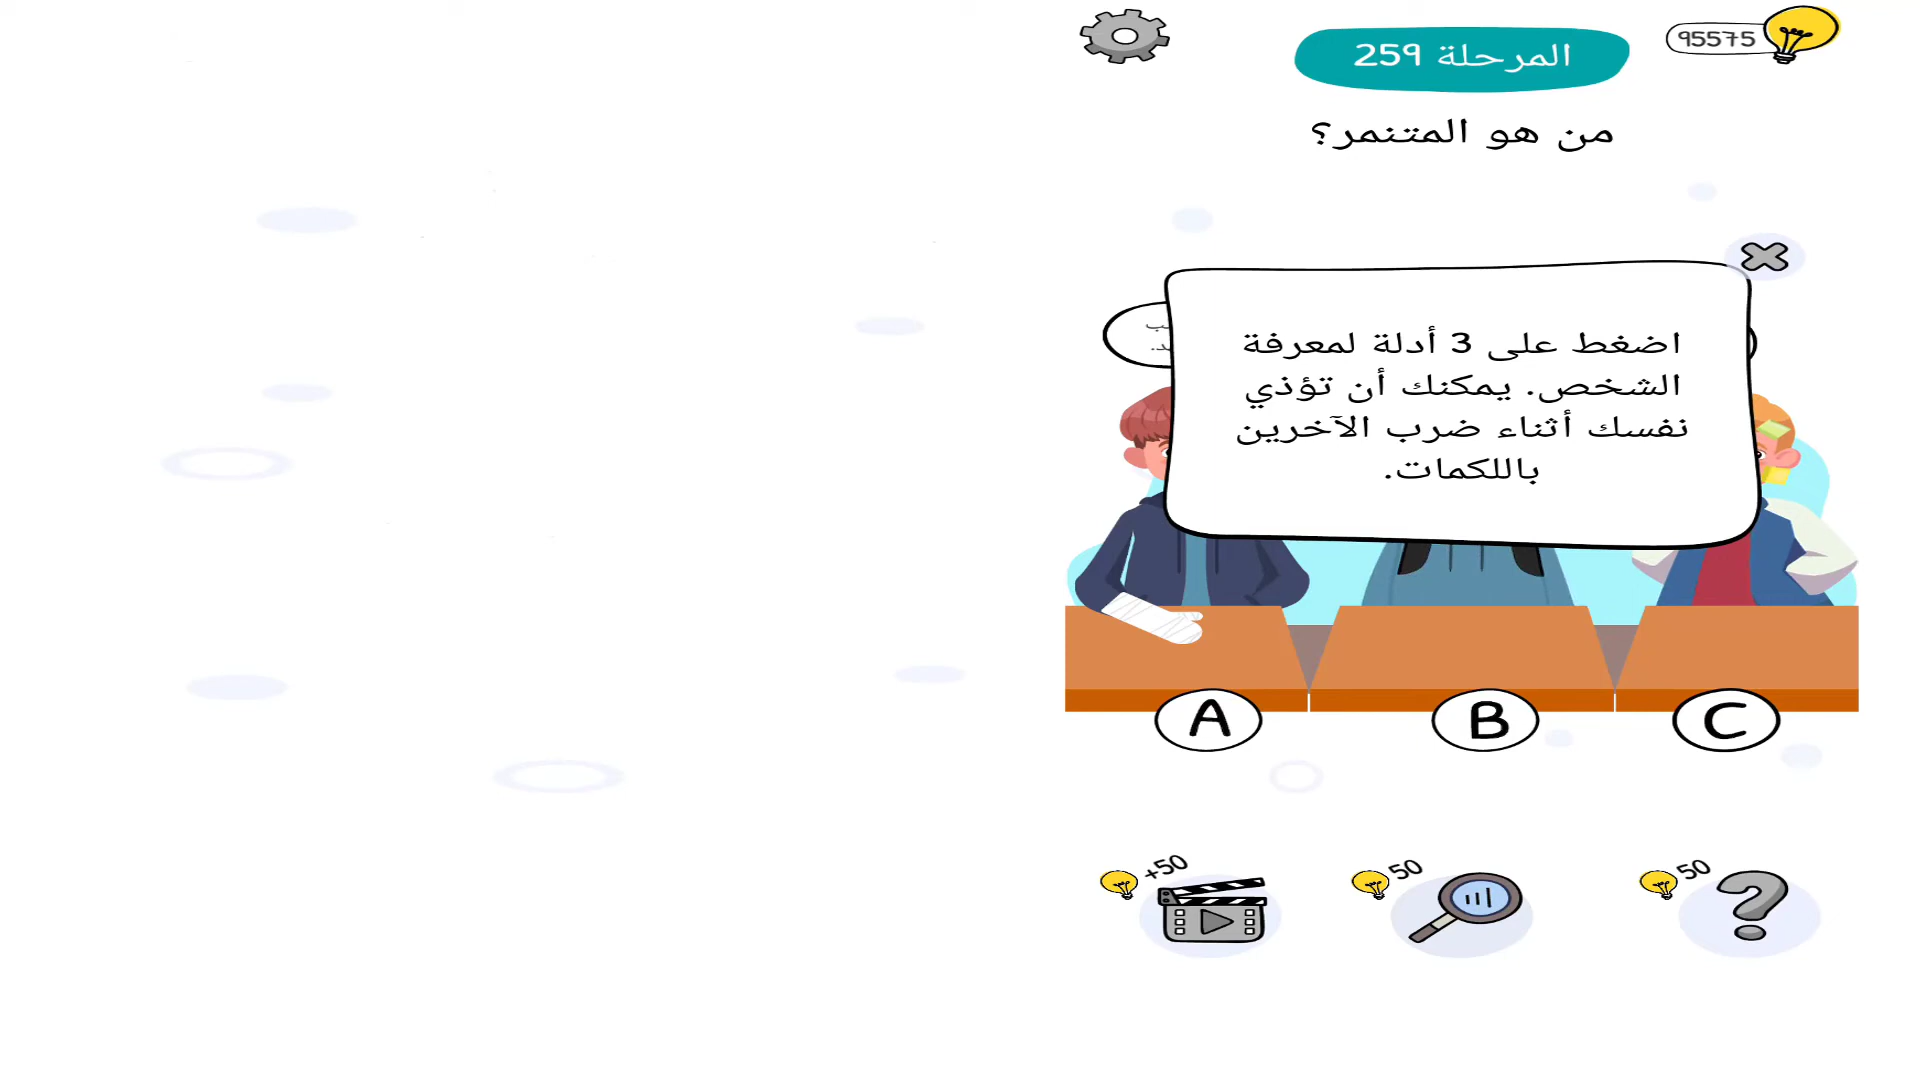 95575
المرحلة 259
من هو المتنمر؟
اضغط على 3 أدلة لمعرفة
الشخص. يمكنك أن تؤذي
نفسك أثناء ضرب الآخرين
باللكمات.
A
B
C
+50
50
50